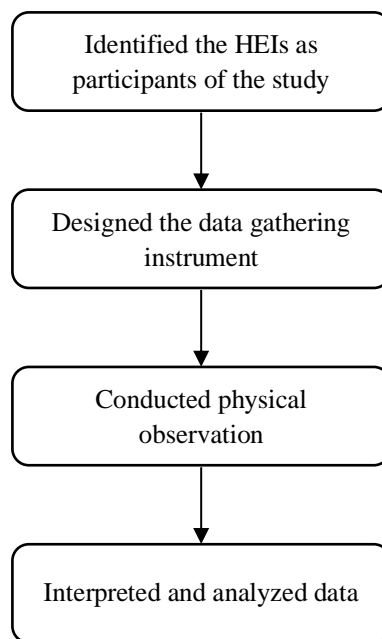 Identified the HEIs as
participants of the study
Designed the data gathering
instrument
Conducted physical
observation
Interpreted and analyzed data